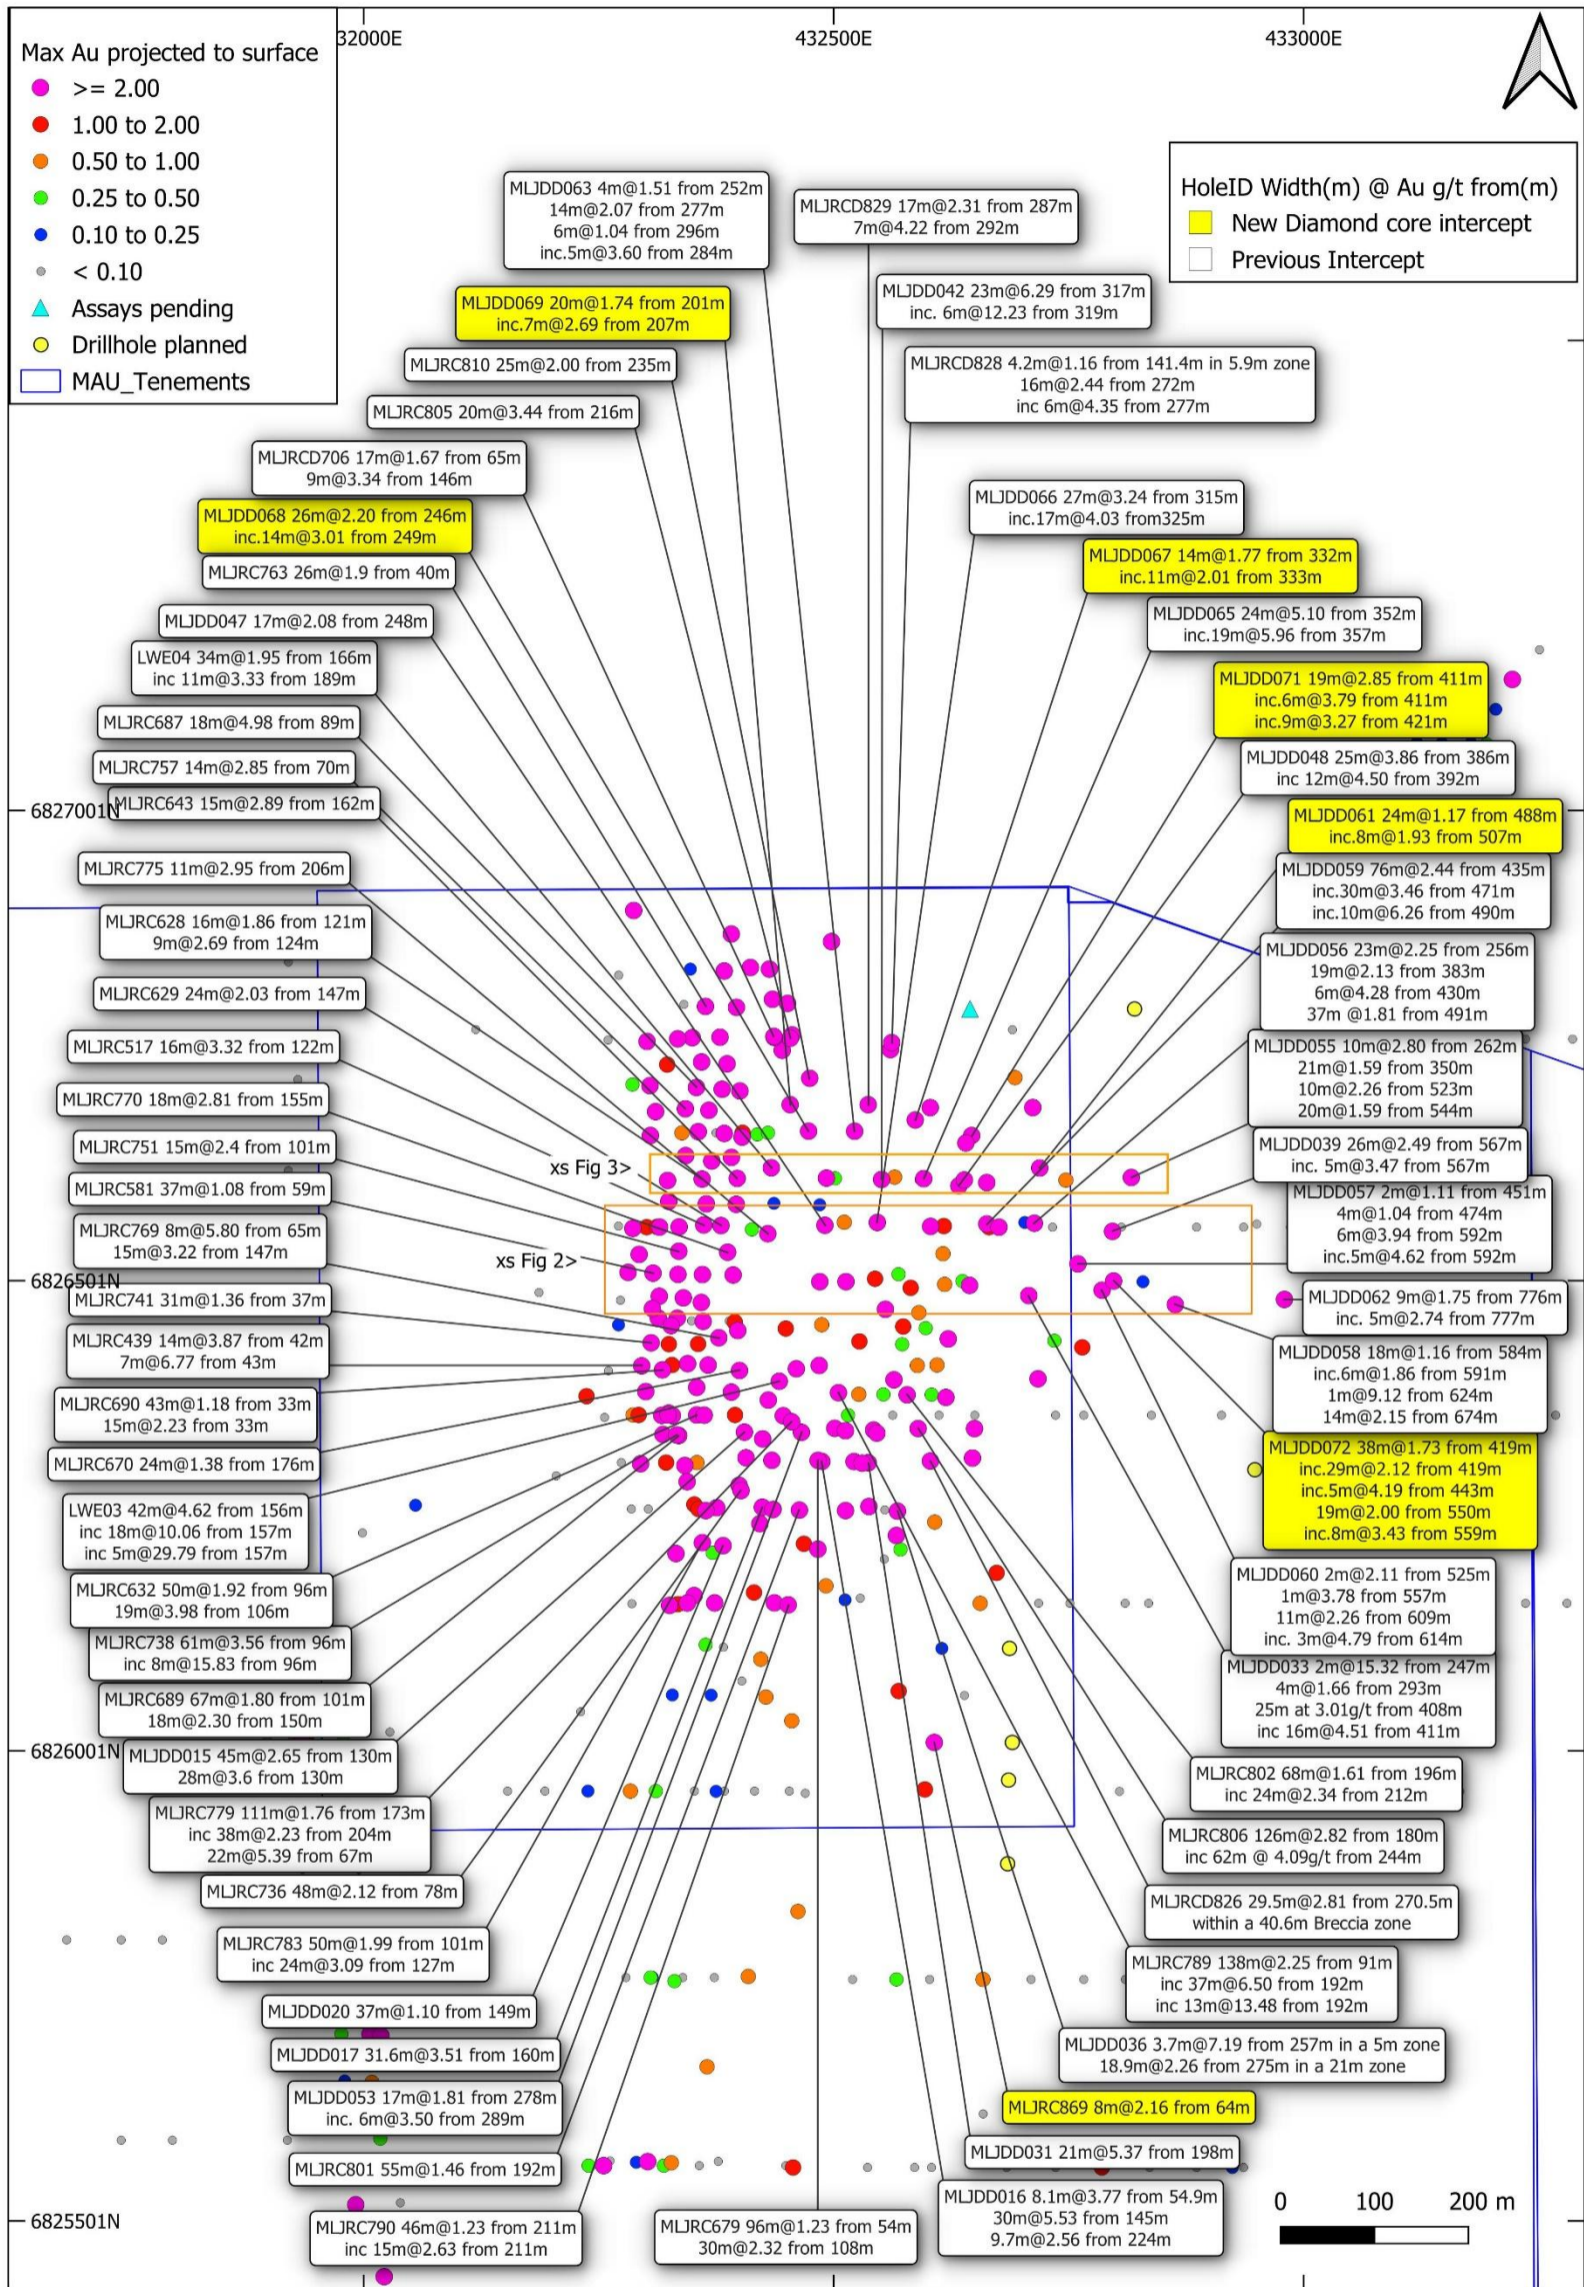 32000E
432500E
433000E
Max Au projected to surface
>= 2.00
1.00 to 2.00
0.50 to 1.00
0.25 to 0.50
0.10 to 0.25
< 0.10
Assays pending
Drillhole planned
MAU_Tenements
HoleID Width(m) @ Au g/t from(m)
New Diamond core intercept
Previous Intercept
MLJDD063 4m@1.51 from 252m
14m@2.07 from 277m
6m@1.04 from 296m
inc.5m@3.60 from 284m
MLJRCD829 17m@2.31 from 287m
7m@4.22 from 292m
MLJDD069 20m@1.74 from 201m
inc.7m@2.69 from 207m
MLJDD042 23m@6.29 from 317m
inc. 6m@12.23 from 319m
MLJRC810 25m@2.00 from 235m
MLJRCD828 4.2m@1.16 from 141.4m in 5.9m zone
16m@2.44 from 272m
inc 6m@4.35 from 277m
MLJRC805 20m@3.44 from 216m
MLJRCD706 17m@1.67 from 65m
9m@3.34 from 146m
MLJDD066 27m@3.24 from 315m
inc.17m@4.03 from325m
MLJDD068 26m@2.20 from 246m
inc.14m@3.01 from 249m
MLJDD067 14m@1.77 from 332m
inc.11m@2.01 from 333m
MLJRC763 26m@1.9 from 40m
MLJDD065 24m@5.10 from 352m
inc.19m@5.96 from 357m
MLJDD047 17m@2.08 from 248m
LWE04 34m@1.95 from 166m
inc 11m@3.33 from 189m
MLJDD071 19m@2.85 from 411m
inc.6m@3.79 from 411m
inc.9m@3.27 from 421m
MLJRC687 18m@4.98 from 89m
MLJDD048 25m@3.86 from 386m
inc 12m@4.50 from 392m
MLJRC757 14m@2.85 from 70m
6827001N
MLJRC643 15m@2.89 from 162m
MLJDD061 24m@1.17 from 488m
inc.8m@1.93 from 507m
MLJRC775 11m@2.95 from 206m
MLJDD059 76m@2.44 from 435m
inc.30m@3.46 from 471m
inc.10m@6.26 from 490m
MLJRC628 16m@1.86 from 121m
9m@2.69 from 124m
MLJDD056 23m@2.25 from 256m
19m@2.13 from 383m
6m@4.28 from 430m
37m @1.81 from 491m
MLJRC629 24m@2.03 from 147m
MLJRC517 16m@3.32 from 122m
MLJDD055 10m@2.80 from 262m
21m@1.59 from 350m
10m@2.26 from 523m
20m@1.59 from 544m
MLJRC770 18m@2.81 from 155m
MLJRC751 15m@2.4 from 101m
MLJDD039 26m@2.49 from 567m
inc. 5m@3.47 from 567m
xs Fig 3>
MLJRC581 37m@1.08 from 59m
MLJDD057 2m@1.11 from 451m
4m@1.04 from 474m
6m@3.94 from 592m
inc.5m@4.62 from 592m
MLJRC769 8m@5.80 from 65m
15m@3.22 from 147m
xs Fig 2>
6826501N
MLJRC741 31m@1.36 from 37m
MLJDD062 9m@1.75 from 776m
inc. 5m@2.74 from 777m
MLJRC439 14m@3.87 from 42m
7m@6.77 from 43m
MLJDD058 18m@1.16 from 584m
inc.6m@1.86 from 591m
1m@9.12 from 624m
14m@2.15 from 674m
MLJRC690 43m@1.18 from 33m
15m@2.23 from 33m
MLJDD072 38m@1.73 from 419m
inc.29m@2.12 from 419m
inc.5m@4.19 from 443m
19m@2.00 from 550m
inc.8m@3.43 from 559m
MLJRC670 24m@1.38 from 176m
LWE03 42m@4.62 from 156m
inc 18m@10.06 from 157m
inc 5m@29.79 from 157m
MLJDD060 2m@2.11 from 525m
1m@3.78 from 557m
11m@2.26 from 609m
inc. 3m@4.79 from 614m
MLJRC632 50m@1.92 from 96m
19m@3.98 from 106m
MLJRC738 61m@3.56 from 96m
inc 8m@15.83 from 96m
MLJDD033 2m@15.32 from 247m
4m@1.66 from 293m
25m at 3.01g/t from 408m
inc 16m@4.51 from 411m
MLJRC689 67m@1.80 from 101m
18m@2.30 from 150m
6826001N
MLJDD015 45m@2.65 from 130m
28m@3.6 from 130m
MLJRC802 68m@1.61 from 196m
inc 24m@2.34 from 212m
MLJRC779 111m@1.76 from 173m
inc 38m@2.23 from 204m
22m@5.39 from 67m
MLJRC806 126m@2.82 from 180m
inc 62m @ 4.09g/t from 244m
MLJRC736 48m@2.12 from 78m
MLJRCD826 29.5m@2.81 from 270.5m
within a 40.6m Breccia zone
MLJRC783 50m@1.99 from 101m
inc 24m@3.09 from 127m
MLJRC789 138m@2.25 from 91m
inc 37m@6.50 from 192m
inc 13m@13.48 from 192m
MLJDD020 37m@1.10 from 149m
MLJDD036 3.7m@7.19 from 257m in a 5m zone
18.9m@2.26 from 275m in a 21m zone
MLJDD017 31.6m@3.51 from 160m
MLJDD053 17m@1.81 from 278m
inc. 6m@3.50 from 289m
MLJRC869 8m@2.16 from 64m
MLJDD031 21m@5.37 from 198m
MLJRC801 55m@1.46 from 192m
MLJDD016 8.1m@3.77 from 54.9m
30m@5.53 from 145m
9.7m@2.56 from 224m
6825501N
MLJRC790 46m@1.23 from 211m
inc 15m@2.63 from 211m
MLJRC679 96m@1.23 from 54m
30m@2.32 from 108m
0 100 200 m